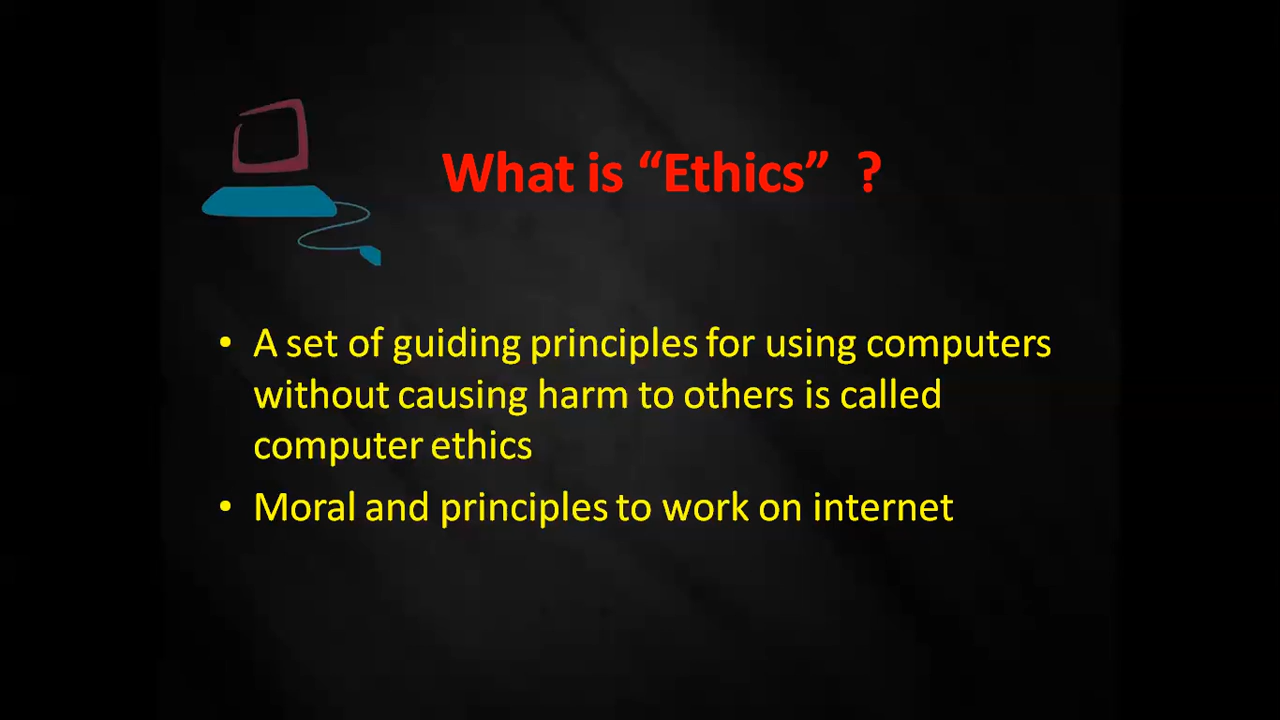 What is “Ethics” ?
• A set of guiding principles for using computers
without causing harm to others is called
computer ethics
• Moral and principles to work on internet